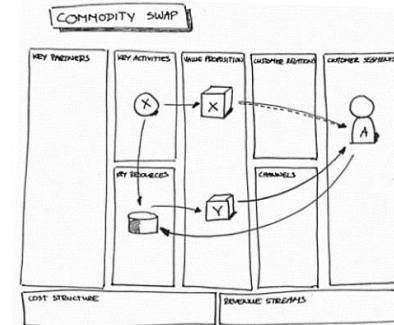 COMMODITY SWAP
KEY PARTNERS
KEY ACTIVITIES
VALUE PROPOSITION
CUSTOMER RELATIONS
CUSTOMER SEGMENTS
X
X
A
KEY RESOURCES
CHANNELS
Y
COST STRUCTURE
REVENUE STREAMS